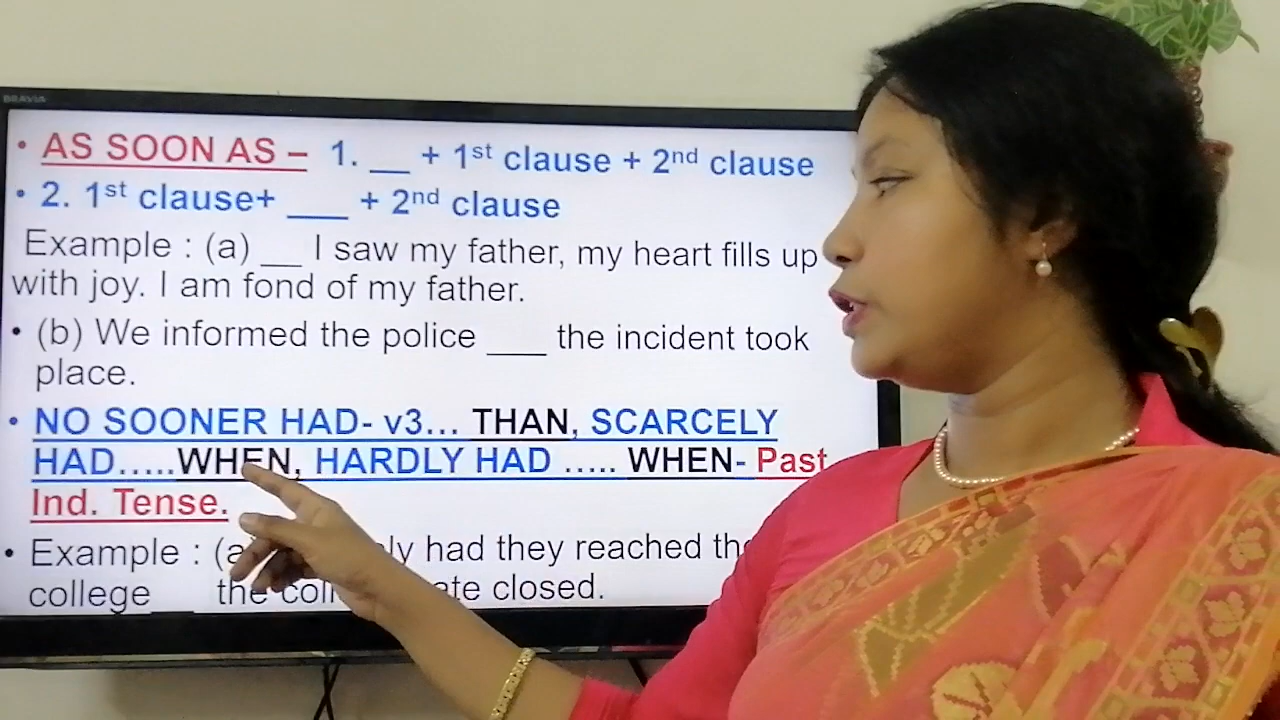 BRAVIA
• AS SOON AS – 1. __ + 1st clause + 2nd clause
• 2. 1st clause+ ___ + 2nd clause
Example : (a) __ I saw my father, my heart fills up
with joy. I am fond of my father.
• (b) We informed the police ___ the incident took
place.
• NO SOONER HAD- v3... THAN, SCARCELY
HAD.....WHEN, HARDLY HAD ..... WHEN- Past
Ind. Tense.
• Example : (a had they reached
college___ the closed.